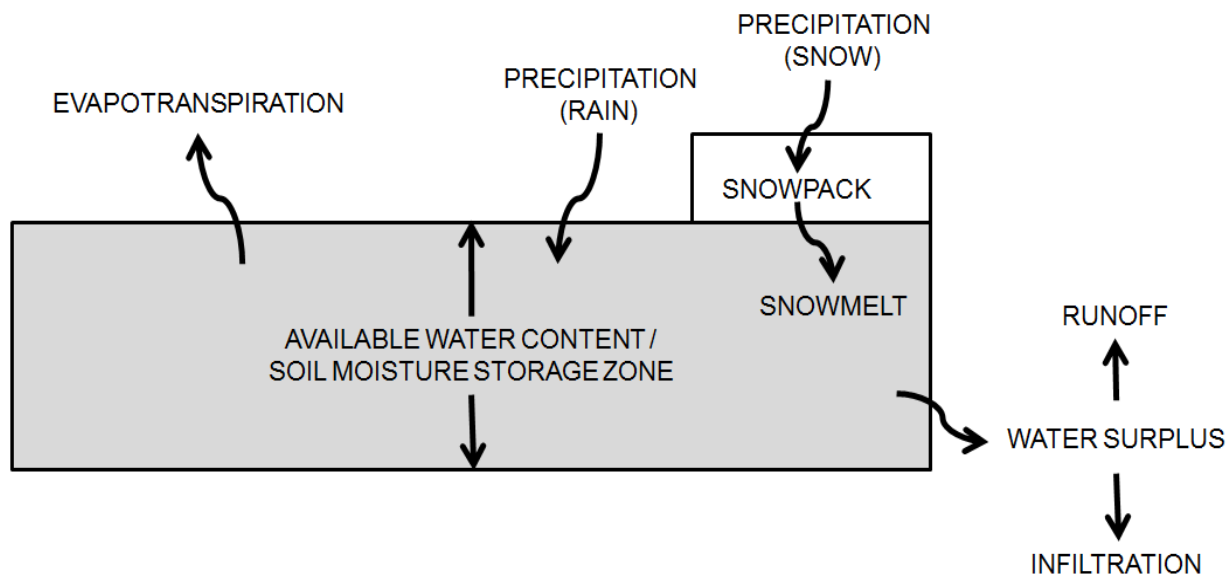 PRECIPITATION
(SNOW)
PRECIPITATION
(RAIN)
EVAPOTRANSPIRATION
SNOWPACK
SNOWMELT
AVAILABLE WATER CONTENT /
SOIL MOISTURE STORAGE ZONE
RUNOFF
WATER SURPLUS
INFILTRATION